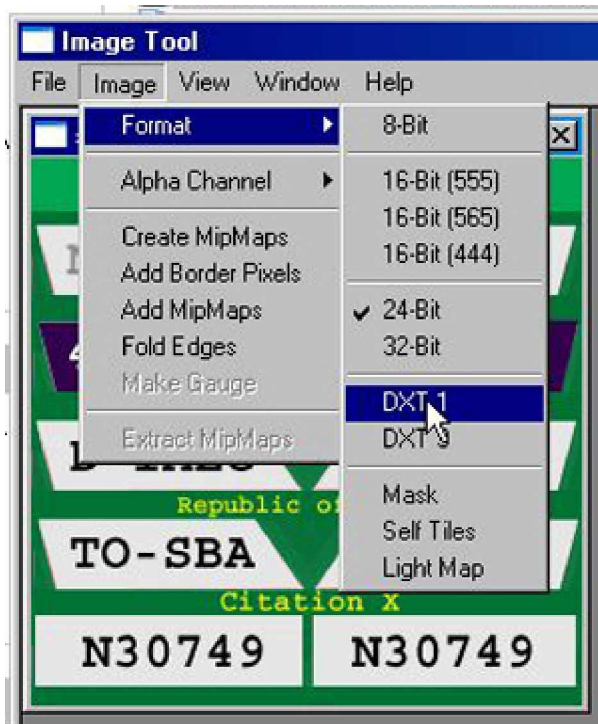 Image Tool
File Image View Window Help
Format
Alpha Channel
Create MipMaps
Add Border Pixels
Add MipMaps
Fold Edges
Make Gauge
Extract MipMaps
8-Bit
16-Bit (555)
16-Bit (565)
16-Bit (444)
24-Bit
32-Bit
DXT 1
DXT
Mask
Self Tiles
Light Map
Republic of
TO-SBA
Citation X
N30749 N30749